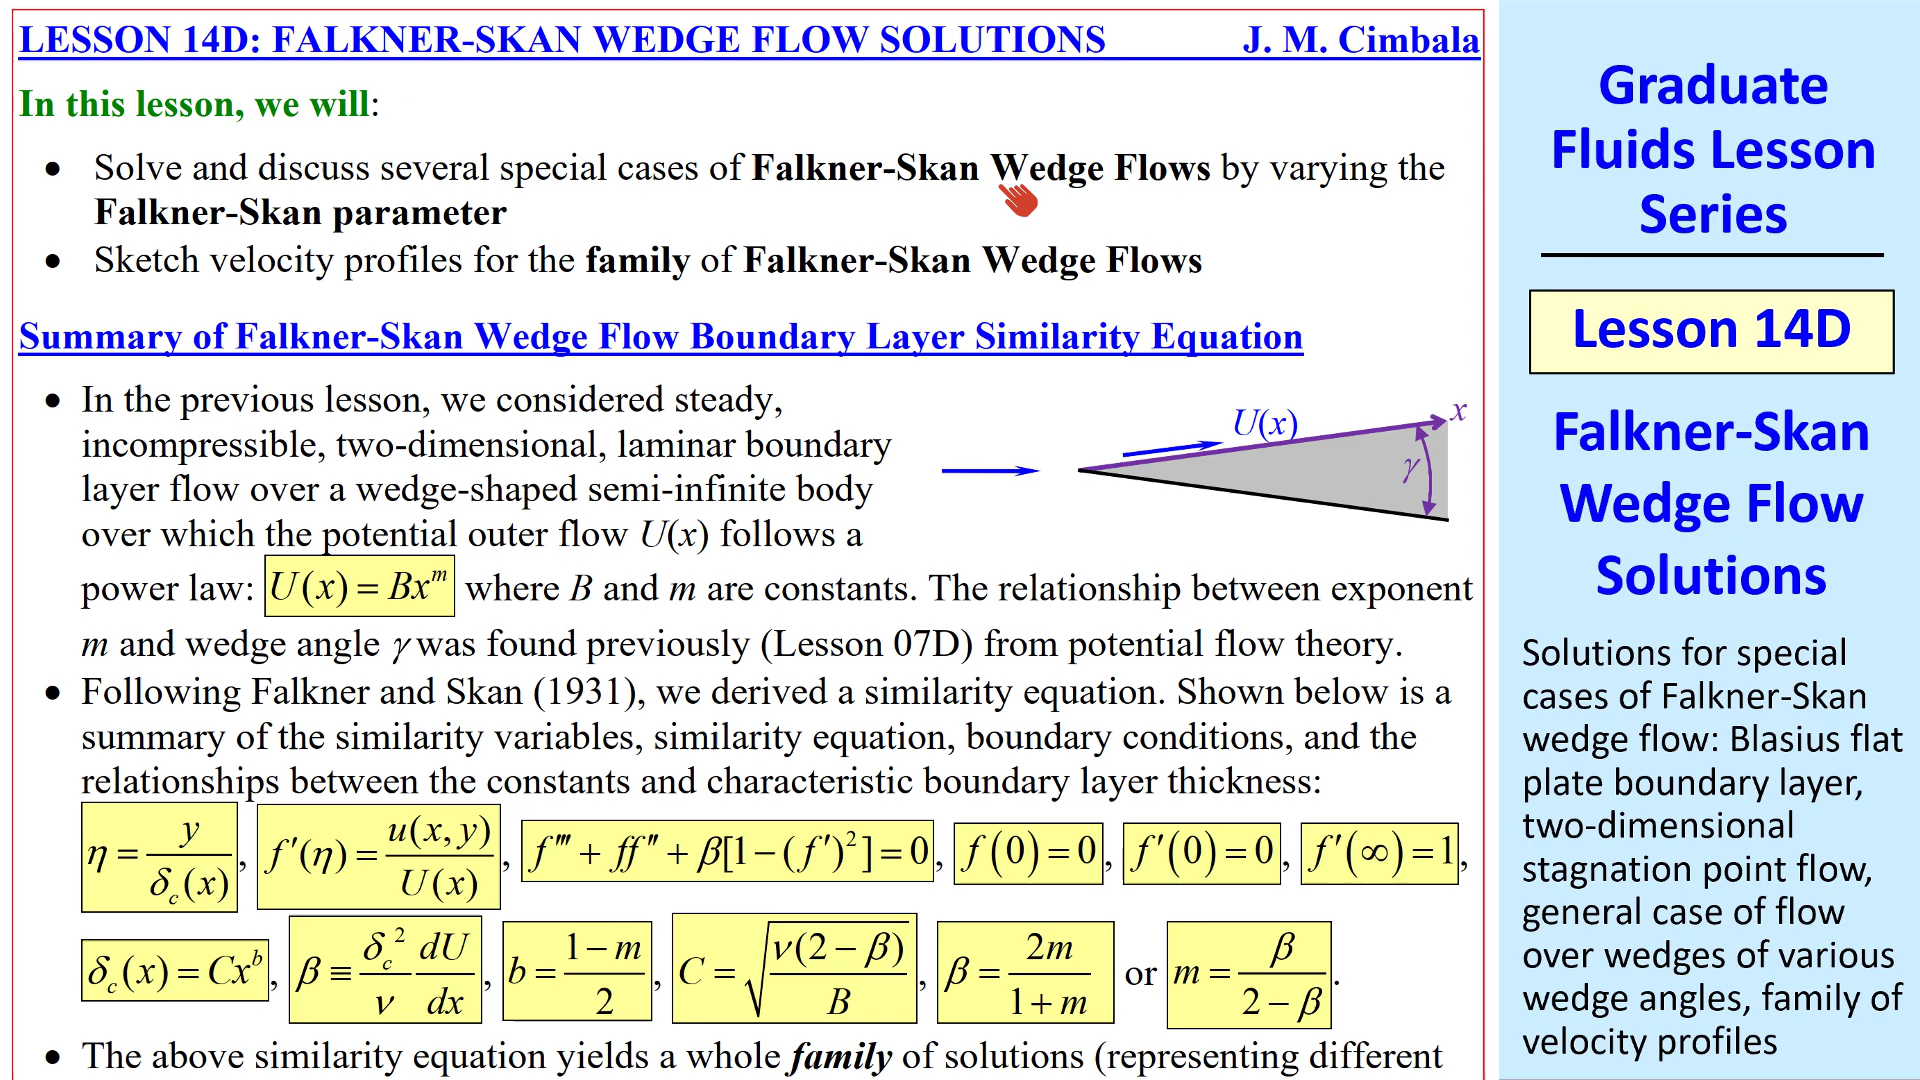 LESSON 14D: FALKNER-SKAN WEDGE FLOW SOLUTIONS J. M. Cimbala
In this lesson, we will:
• Solve and discuss several special cases of Falkner-Skan Wedge Flows by varying the
Falkner-Skan parameter
• Sketch velocity profiles for the family of Falkner-Skan Wedge Flows
Summary of Falkner-Skan Wedge Flow Boundary Layer Similarity Equation
• In the previous lesson, we considered steady,
incompressible, two-dimensional, laminar boundary
layer flow over a wedge-shaped semi-infinite body
over which the potential outer flow U(x) follows a
power law: U(x) = Bx^m where B and m are constants. The relationship between exponent
m and wedge angle γ was found previously (Lesson 07D) from potential flow theory.
U(x)
x
γ
• Following Falkner and Skan (1931), we derived a similarity equation. Shown below is a
summary of the similarity variables, similarity equation, boundary conditions, and the
relationships between the constants and characteristic boundary layer thickness:
η = y/δ_c(x), f′(η) = u(x, y)/U(x), f‴ + ff″ + β[1 − (f′)²] = 0, f(0) = 0, f′(0) = 0, f′(∞) = 1,
δ_c(x) = Cx^b, β ≡ δ_c²/ν dU/dx, b = (1 − m)/2, C = √(ν(2 − β)/B), β = 2m/(1 + m) or m = β/(2 − β).
• The above similarity equation yields a whole family of solutions (representing different
Graduate
Fluids Lesson
Series
Lesson 14D
Falkner-Skan
Wedge Flow
Solutions
Solutions for special
cases of Falkner-Skan
wedge flow: Blasius flat
plate boundary layer,
two-dimensional
stagnation point flow,
general case of flow
over wedges of various
wedge angles, family of
velocity profiles